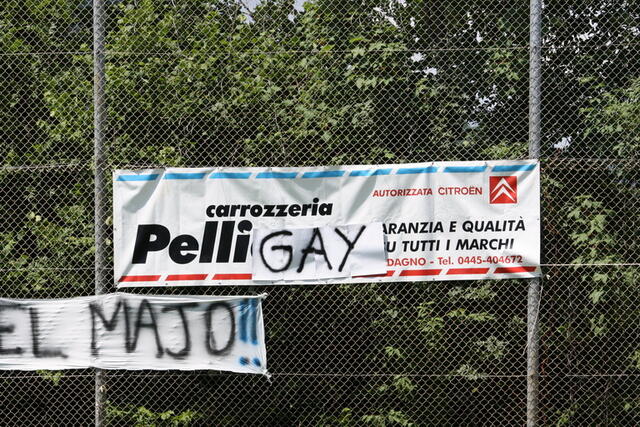 AUTORIZZATA CITROËN
carrozzeria
Pelli GAY
ARANZIA E QUALITÀ
U TUTTI I MARCHI
DAGNO - Tel. 0445-404672
EL MAJO!!